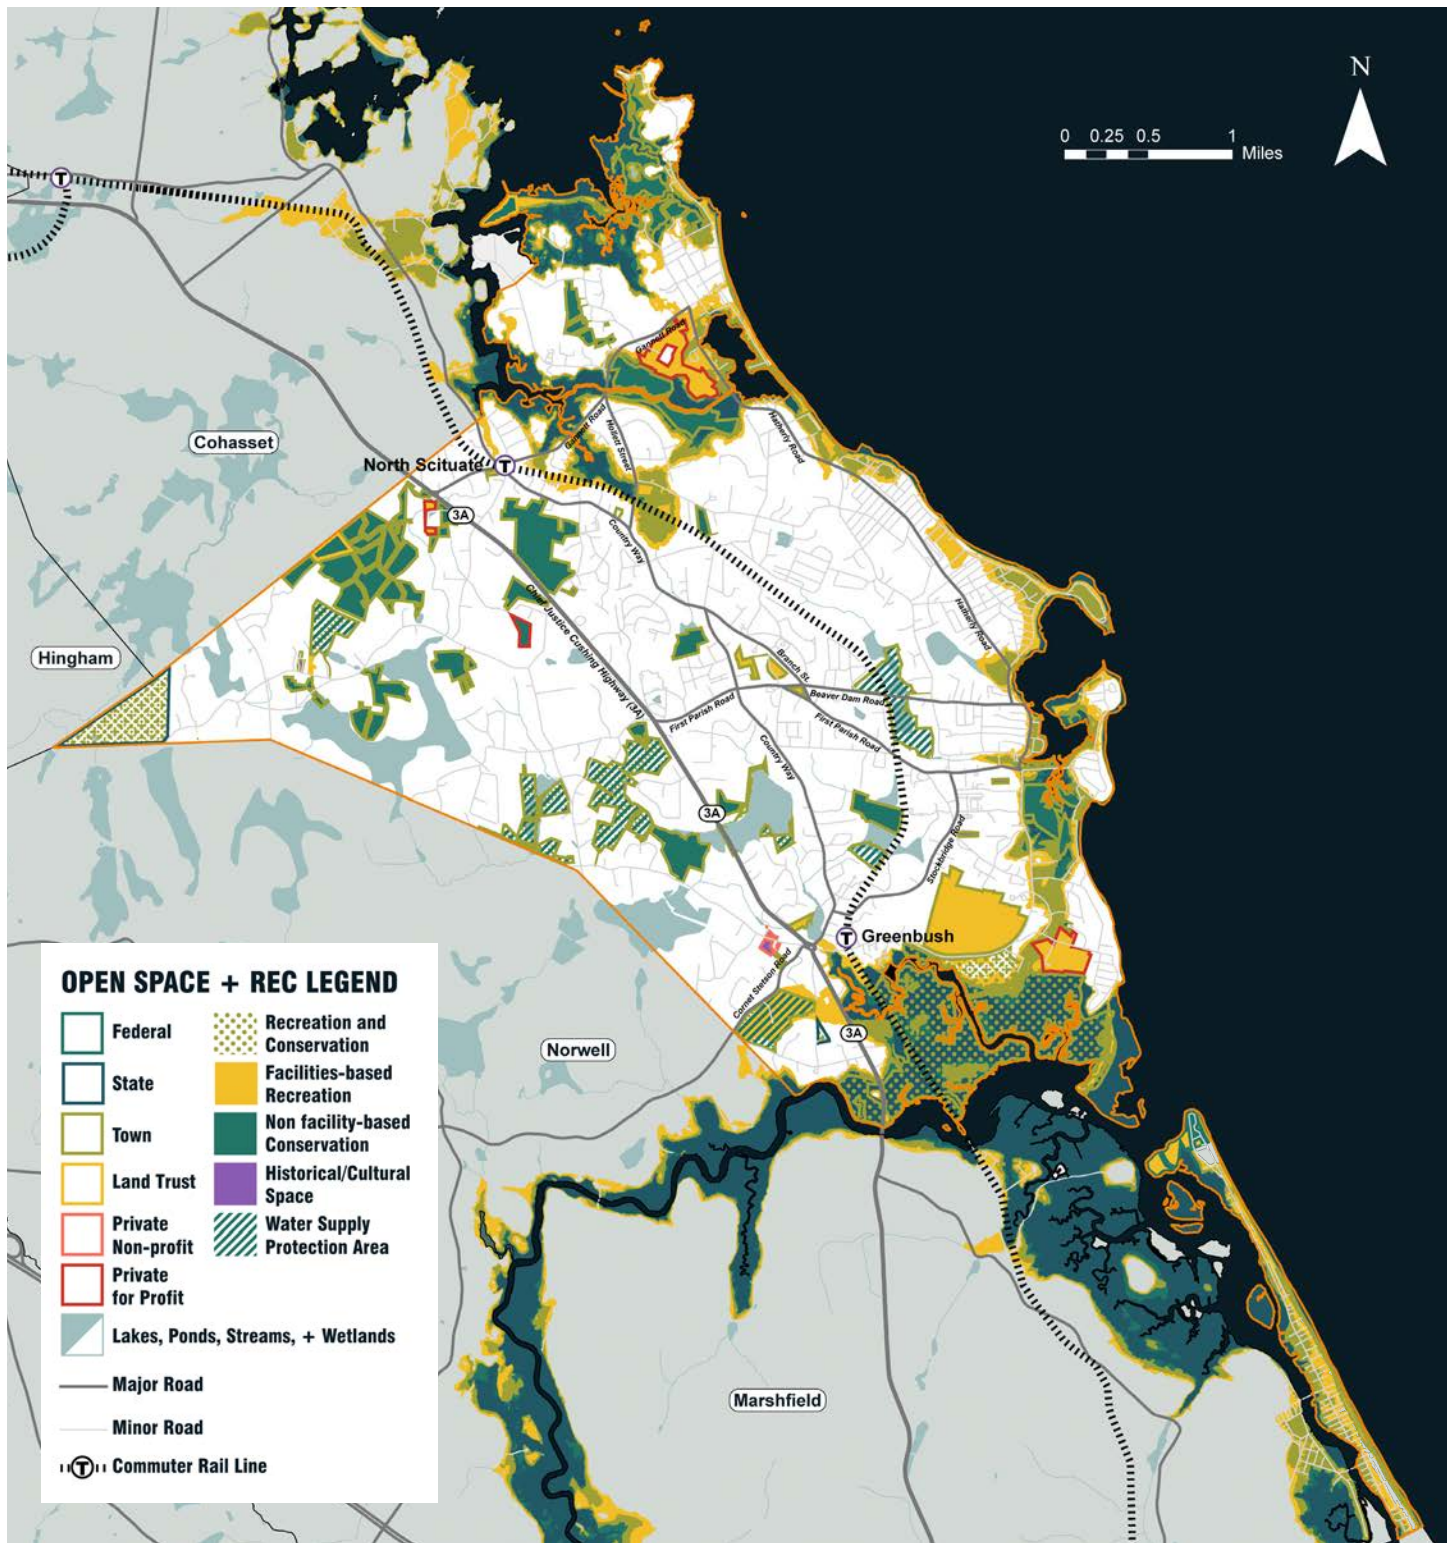 N
0 0.25 0.5 1
Miles
T
Gannett Road
Cohasset
Gannett Road
Hollett Street
Hatherly Road
North Scituate
T
3A
Country Way
Chief Justice Cushing Highway (3A)
Hatherly Road
Hingham
Branch St.
Beaver Dam Road
First Parish Road
First Parish Road
Country Way
3A
Stockbridge Road
T
Greenbush
Cornet Stetson Road
3A
Norwell
Marshfield
OPEN SPACE + REC LEGEND
Federal
State
Town
Land Trust
Private
Non-profit
Private
for Profit
Recreation and
Conservation
Facilities-based
Recreation
Non facility-based
Conservation
Historical/Cultural
Space
Water Supply
Protection Area
Lakes, Ponds, Streams, + Wetlands
Major Road
Minor Road
T
Commuter Rail Line